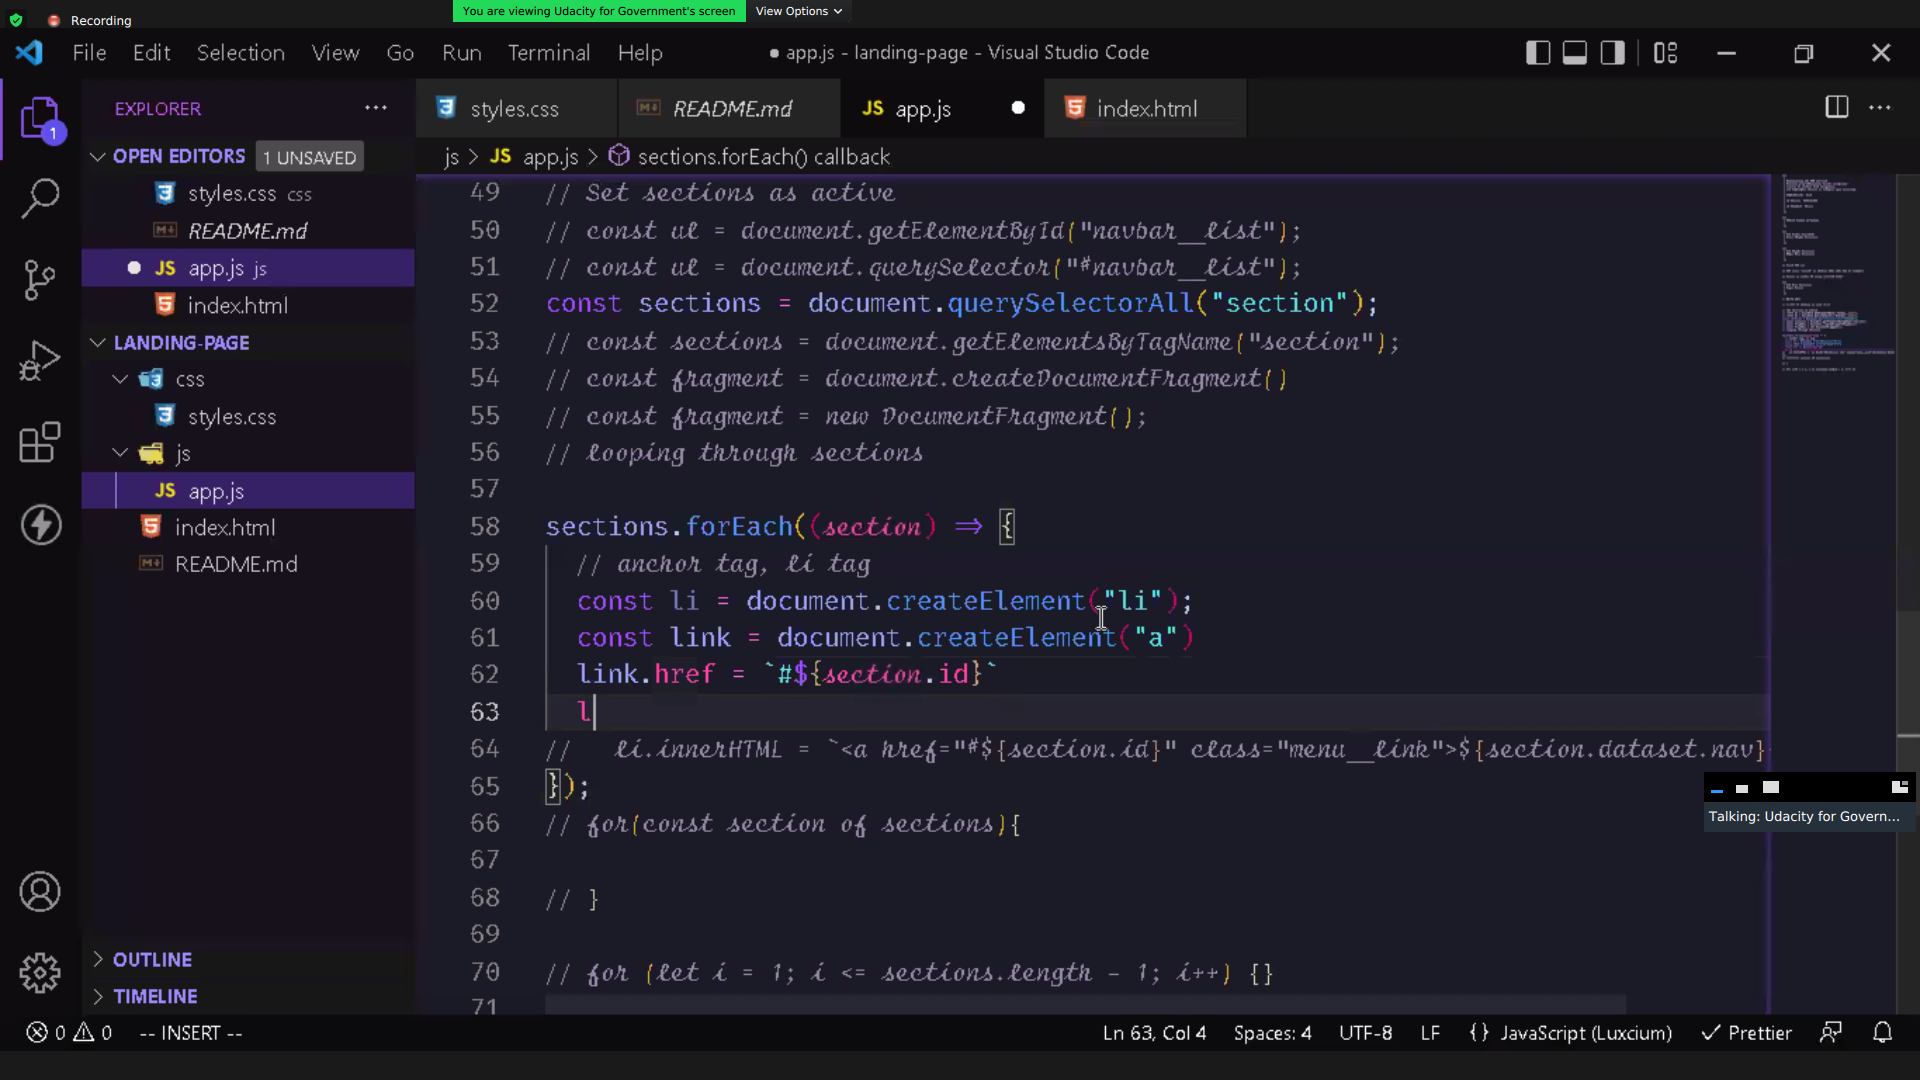 Recording
You are viewing Udacity for Government's screen
View Options
File Edit Selection View Go Run Terminal Help
● app.js - landing-page - Visual Studio Code
EXPLORER
styles.css
README.md
JS app.js
index.html
OPEN EDITORS 1 UNSAVED
styles.css css
README.md
JS app.js js
index.html
LANDING-PAGE
css
styles.css
js
JS app.js
index.html
README.md
OUTLINE
TIMELINE
js > JS app.js > sections.forEach() callback
49 // Set sections as active
50 // const ul = document.getElementById("navbar__list");
51 // const ul = document.querySelector("#navbar__list");
52 const sections = document.querySelectorAll("section");
53 // const sections = document.getElementsByTagName("section");
54 // const fragment = document.createDocumentFragment()
55 // const fragment = new DocumentFragment();
56 // looping through sections
57
58 sections.forEach((section) => {
59 // anchor tag, li tag
60 const li = document.createElement("li");
61 const link = document.createElement("a")
62 link.href = `#${section.id}`
63 l
64 // li.innerHTML = `<a href="#${section.id}" class="menu__link">${section.dataset.nav}
65 });
66 // for(const section of sections){
67
68 // }
69
70 // for (let i = 1; i <= sections.length - 1; i++) {}
71
1
Talking: Udacity for Govern...
0 0 -- INSERT --
Ln 63, Col 4 Spaces: 4 UTF-8 LF {} JavaScript (Luxcium) Prettier